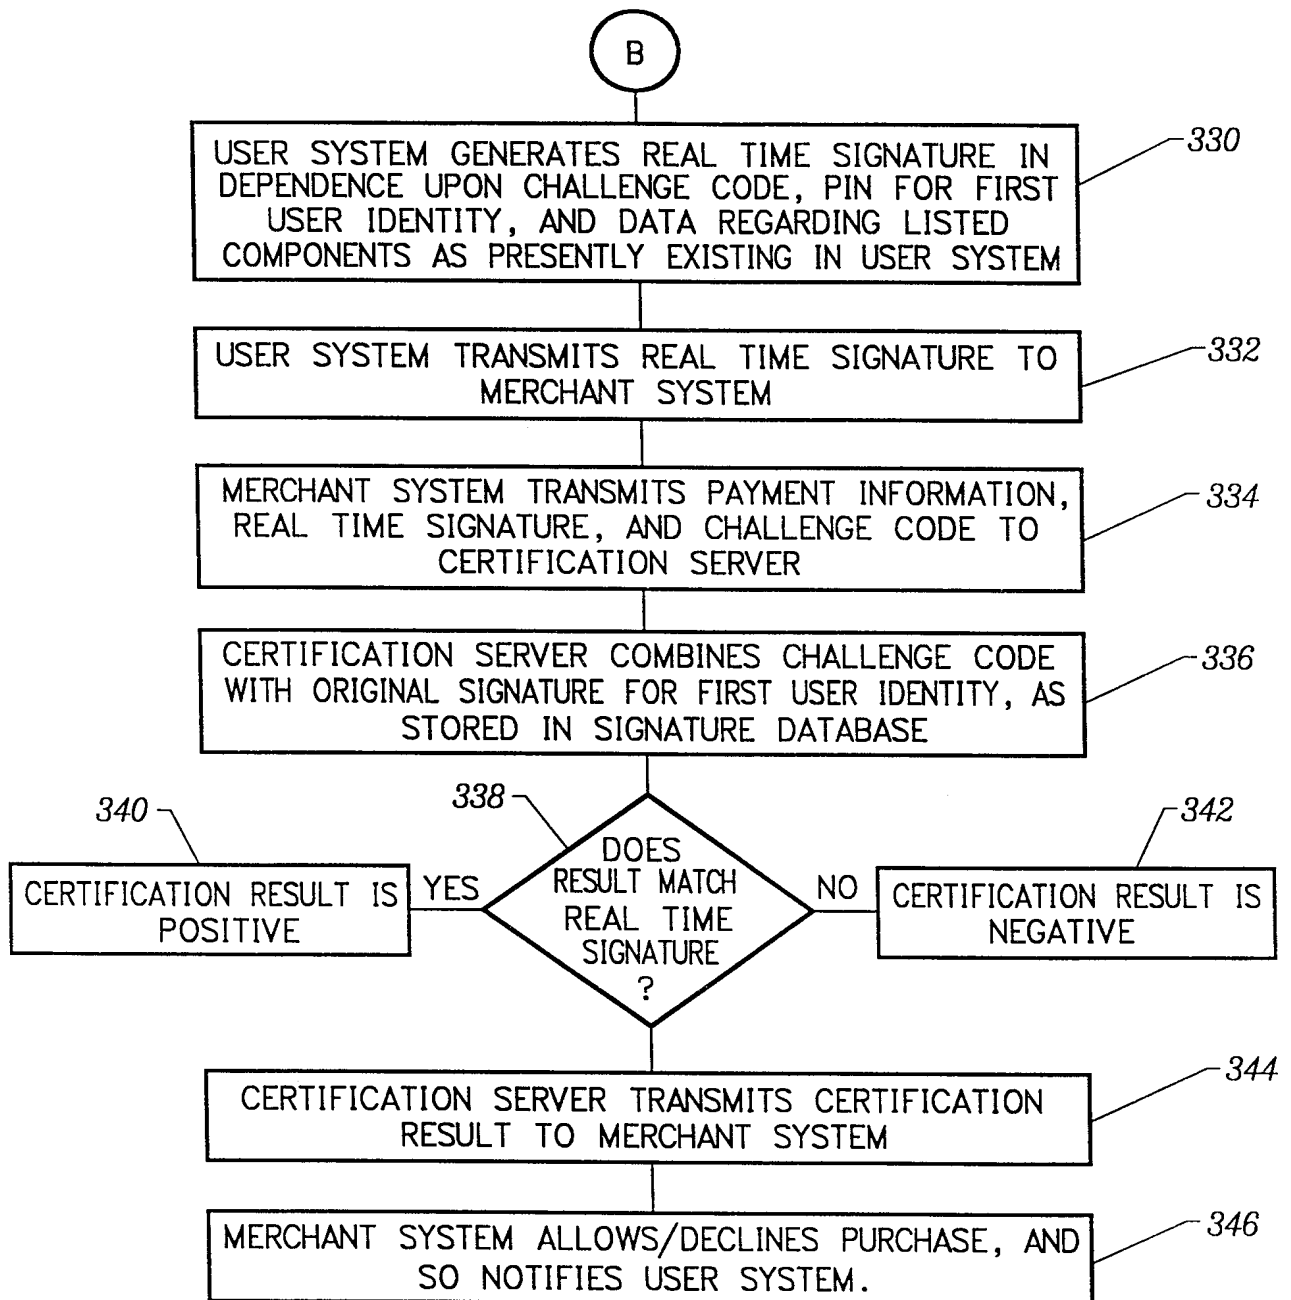 B
330
USER SYSTEM GENERATES REAL TIME SIGNATURE IN
DEPENDENCE UPON CHALLENGE CODE, PIN FOR FIRST
USER IDENTITY, AND DATA REGARDING LISTED
COMPONENTS AS PRESENTLY EXISTING IN USER SYSTEM
332
USER SYSTEM TRANSMITS REAL TIME SIGNATURE TO
MERCHANT SYSTEM
334
MERCHANT SYSTEM TRANSMITS PAYMENT INFORMATION,
REAL TIME SIGNATURE, AND CHALLENGE CODE TO
CERTIFICATION SERVER
336
CERTIFICATION SERVER COMBINES CHALLENGE CODE
WITH ORIGINAL SIGNATURE FOR FIRST USER IDENTITY, AS
STORED IN SIGNATURE DATABASE
338
DOES
RESULT MATCH
REAL TIME
SIGNATURE
?
340
YES
CERTIFICATION RESULT IS
POSITIVE
342
NO
CERTIFICATION RESULT IS
NEGATIVE
344
CERTIFICATION SERVER TRANSMITS CERTIFICATION
RESULT TO MERCHANT SYSTEM
346
MERCHANT SYSTEM ALLOWS/DECLINES PURCHASE, AND
SO NOTIFIES USER SYSTEM.